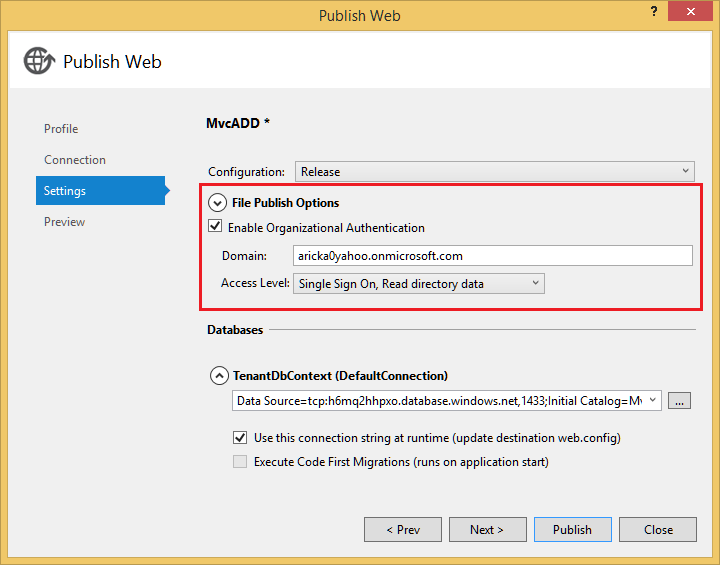 Publish Web
?
Publish Web
Profile
Connection
Settings
Preview
MvcADD *
Configuration: Release
File Publish Options
Enable Organizational Authentication
Domain: aricka0yahoo.onmicrosoft.com
Access Level: Single Sign On, Read directory data
Databases
TenantDbContext (DefaultConnection)
Data Source=tcp:h6mq2hhpxo.database.windows.net,1433;Initial Catalog=Mv
...
Use this connection string at runtime (update destination web.config)
Execute Code First Migrations (runs on application start)
< Prev Next > Publish Close